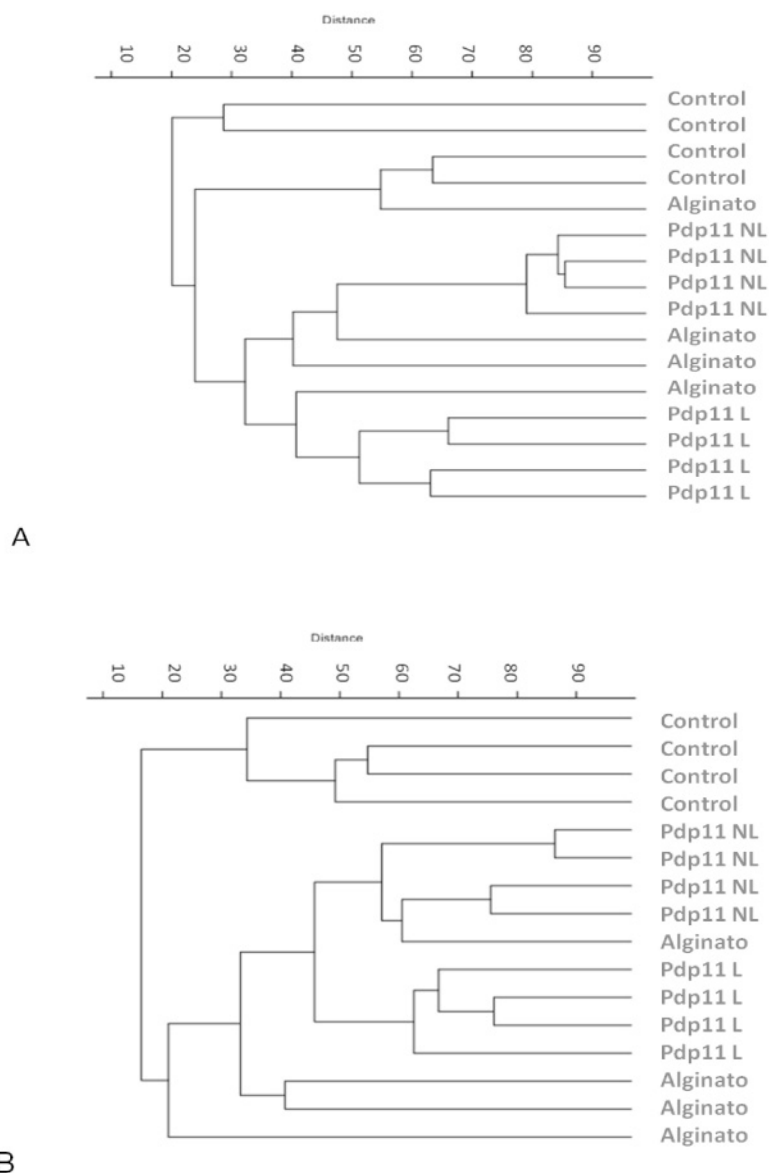 Distance
10 20 30 40 50 60 70 80 90
Control
Control
Control
Control
Alginato
Pdp11 NL
Pdp11 NL
Pdp11 NL
Pdp11 NL
Alginato
Alginato
Alginato
Pdp11 L
Pdp11 L
Pdp11 L
Pdp11 L
A
Distance
10 20 30 40 50 60 70 80 90
Control
Control
Control
Control
Pdp11 NL
Pdp11 NL
Pdp11 NL
Pdp11 NL
Alginato
Pdp11 L
Pdp11 L
Pdp11 L
Pdp11 L
Alginato
Alginato
Alginato
B